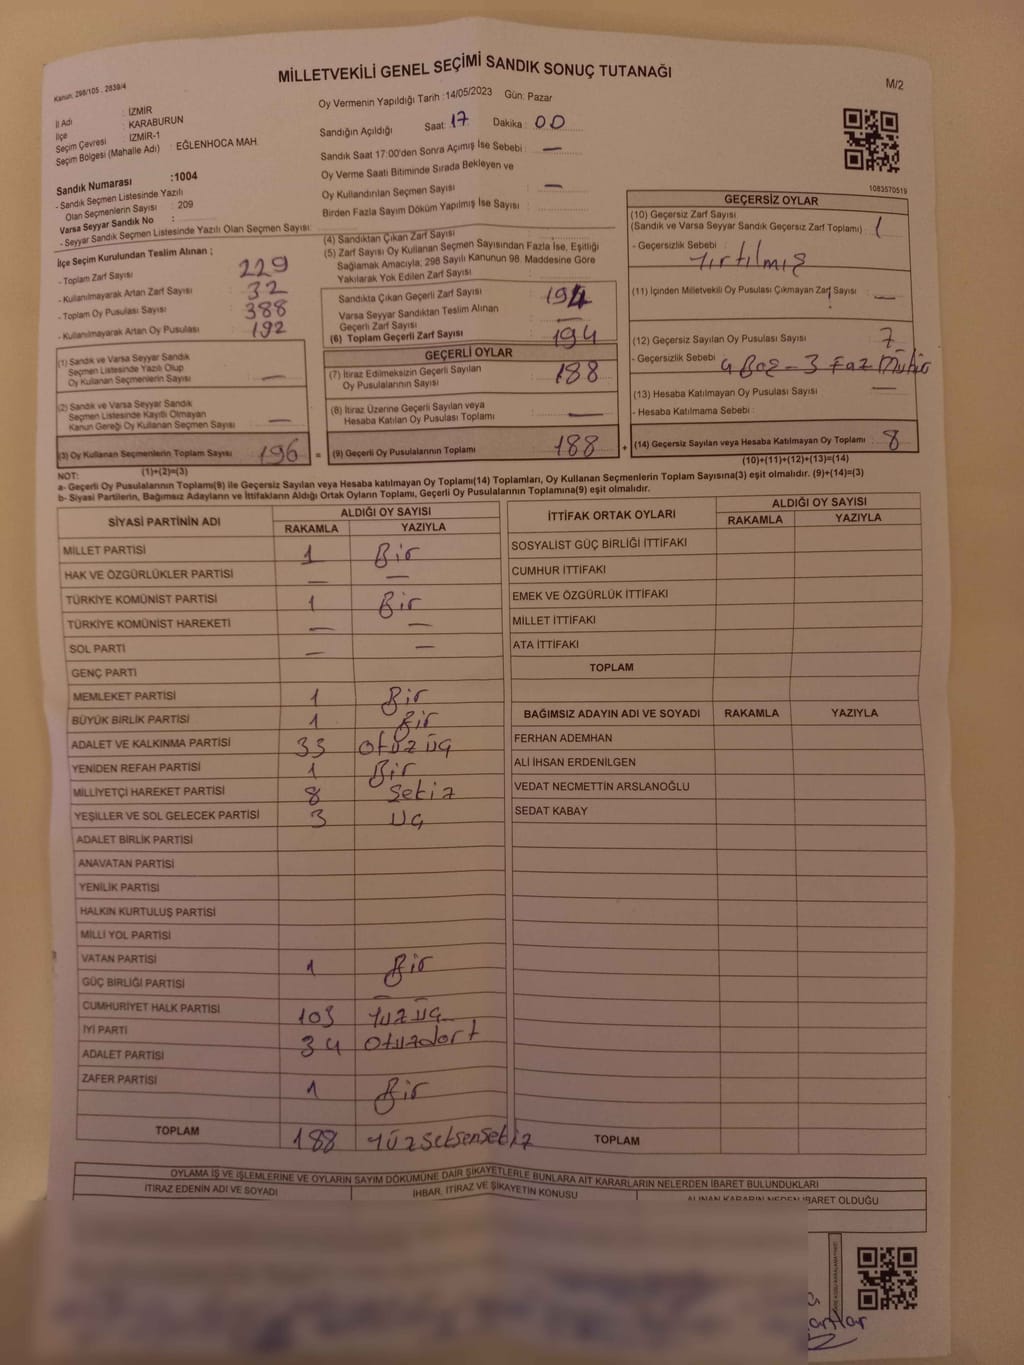 Kanun: 298/105 . 2839/4
MİLLETVEKİLİ GENEL SEÇİMİ SANDIK SONUÇ TUTANAĞI
M/2
İl Adı : İZMİR
İlçe : KARABURUN
Seçim Çevresi : İZMİR-1
Seçim Bölgesi (Mahalle Adı) : EĞLENHOCA MAH.
Sandık Numarası :1004
- Sandık Seçmen Listesinde Yazılı
Olan Seçmenlerin Sayısı : 209
Varsa Seyyar Sandık No :
- Seyyar Sandık Seçmen Listesinde Yazılı Olan Seçmen Sayısı:
Oy Vermenin Yapıldığı Tarih :14/05/2023 Gün: Pazar
Sandığın Açıldığı Saat: 17 Dakika : 00
Sandık Saat 17:00'den Sonra Açımış İse Sebebi : —
Oy Verme Saati Bitiminde Sırada Bekleyen ve
Oy Kullandırılan Seçmen Sayısı : —
Birden Fazla Sayım Döküm Yapılmış İse Sayısı :
1083570519
İlçe Seçim Kurulundan Teslim Alınan ;
- Toplam Zarf Sayısı 229
- Kullanılmayarak Artan Zarf Sayısı : 32
- Toplam Oy Pusulası Sayısı : 388
- Kullanılmayarak Artan Oy Pusulası : 192
(1) Sandık ve Varsa Seyyar Sandık
Seçmen Listesinde Yazılı Olup
Oy Kullanan Seçmenlerin Sayısı : —
(2) Sandık ve Varsa Seyyar Sandık
Seçmen Listesinde Kayıtlı Olmayan
Kanun Gereği Oy Kullanan Seçmen Sayısı : —
(3) Oy Kullanan Seçmenlerin Toplam Sayısı : 196
(1)+(2)=(3)
(4) Sandıktan Çıkan Zarf Sayısı :
(5) Zarf Sayısı Oy Kullanan Seçmen Sayısından Fazla İse, Eşitliği
Sağlamak Amacıyla, 298 Sayılı Kanunun 98. Maddesine Göre
Yakılarak Yok Edilen Zarf Sayısı :
Sandıkta Çıkan Geçerli Zarf Sayısı : 194
Varsa Seyyar Sandıktan Teslim Alınan
Geçerli Zarf Sayısı : —
(6) Toplam Geçerli Zarf Sayısı : 194
GEÇERLİ OYLAR
(7) İtiraz Edilmeksizin Geçerli Sayılan
Oy Pusulalarının Sayısı : 188
(8) İtiraz Üzerine Geçerli Sayılan veya
Hesaba Katılan Oy Pusulası Toplamı : —
= (9) Geçerli Oy Pusulalarının Toplamı : 188 +
GEÇERSİZ OYLAR
(10) Geçersiz Zarf Sayısı
(Sandık ve Varsa Seyyar Sandık Geçersiz Zarf Toplamı) : 1
- Geçersizlik Sebebi : Yırtılmış
(11) İçinden Milletvekili Oy Pusulası Çıkmayan Zarf Sayısı : —
(12) Geçersiz Sayılan Oy Pusulası Sayısı : 7
- Geçersizlik Sebebi : 4 Boş - 3 Faz Mühür
(13) Hesaba Katılmayan Oy Pusulası Sayısı : —
- Hesaba Katılmama Sebebi :
(14) Geçersiz Sayılan veya Hesaba Katılmayan Oy Toplamı : 8
(10)+(11)+(12)+(13)=(14)
NOT:
a- Geçerli Oy Pusulalarının Toplamı(9) ile Geçersiz Sayılan veya Hesaba katılmayan Oy Toplamı(14) Toplamları, Oy Kullanan Seçmenlerin Toplam Sayısına(3) eşit olmalıdır. (9)+(14)=(3)
b- Siyasi Partilerin, Bağımsız Adayların ve İttifakların Aldığı Ortak Oyların Toplamı, Geçerli Oy Pusulalarının Toplamına(9) eşit olmalıdır.
SİYASİ PARTİNİN ADI ALDIĞI OY SAYISI
RAKAMLA YAZIYLA
MİLLET PARTİSİ 1 Bir
HAK VE ÖZGÜRLÜKLER PARTİSİ — —
TÜRKİYE KOMÜNİST PARTİSİ 1 Bir
TÜRKİYE KOMÜNİST HAREKETİ — —
SOL PARTİ — —
GENÇ PARTİ
MEMLEKET PARTİSİ 1 Bir
BÜYÜK BİRLİK PARTİSİ 1 Bir
ADALET VE KALKINMA PARTİSİ 33 otuz üç
YENİDEN REFAH PARTİSİ 1 Bir
MİLLİYETÇİ HAREKET PARTİSİ 8 sekiz
YEŞİLLER VE SOL GELECEK PARTİSİ 3 üç
ADALET BİRLİK PARTİSİ
ANAVATAN PARTİSİ
YENİLİK PARTİSİ
HALKIN KURTULUŞ PARTİSİ
MİLLİ YOL PARTİSİ
VATAN PARTİSİ 1 Bir
GÜÇ BİRLİĞİ PARTİSİ —
CUMHURİYET HALK PARTİSİ 103 Yüzüç
İYİ PARTİ 34 otuzdört
ADALET PARTİSİ
ZAFER PARTİSİ 1 Bir
TOPLAM 188 Yüzseksensekiz
İTTİFAK ORTAK OYLARI ALDIĞI OY SAYISI
RAKAMLA YAZIYLA
SOSYALİST GÜÇ BİRLİĞİ İTTİFAKI
CUMHUR İTTİFAKI
EMEK VE ÖZGÜRLÜK İTTİFAKI
MİLLET İTTİFAKI
ATA İTTİFAKI
TOPLAM
BAĞIMSIZ ADAYIN ADI VE SOYADI RAKAMLA YAZIYLA
FERHAN ADEMHAN
ALİ İHSAN ERDENİLGEN
VEDAT NECMETTİN ARSLANOĞLU
SEDAT KABAY
TOPLAM
OYLAMA İŞ VE İŞLEMLERİNE VE OYLARIN SAYIM DÖKÜMÜNE DAİR ŞİKAYETLERLE BUNLARA AİT KARARLARIN NELERDEN İBARET BULUNDUKLARI
İTİRAZ EDENİN ADI VE SOYADI İHBAR, İTİRAZ VE ŞİKAYETİN KONUSU ALINAN KARARIN NEDEN İBARET OLDUĞU